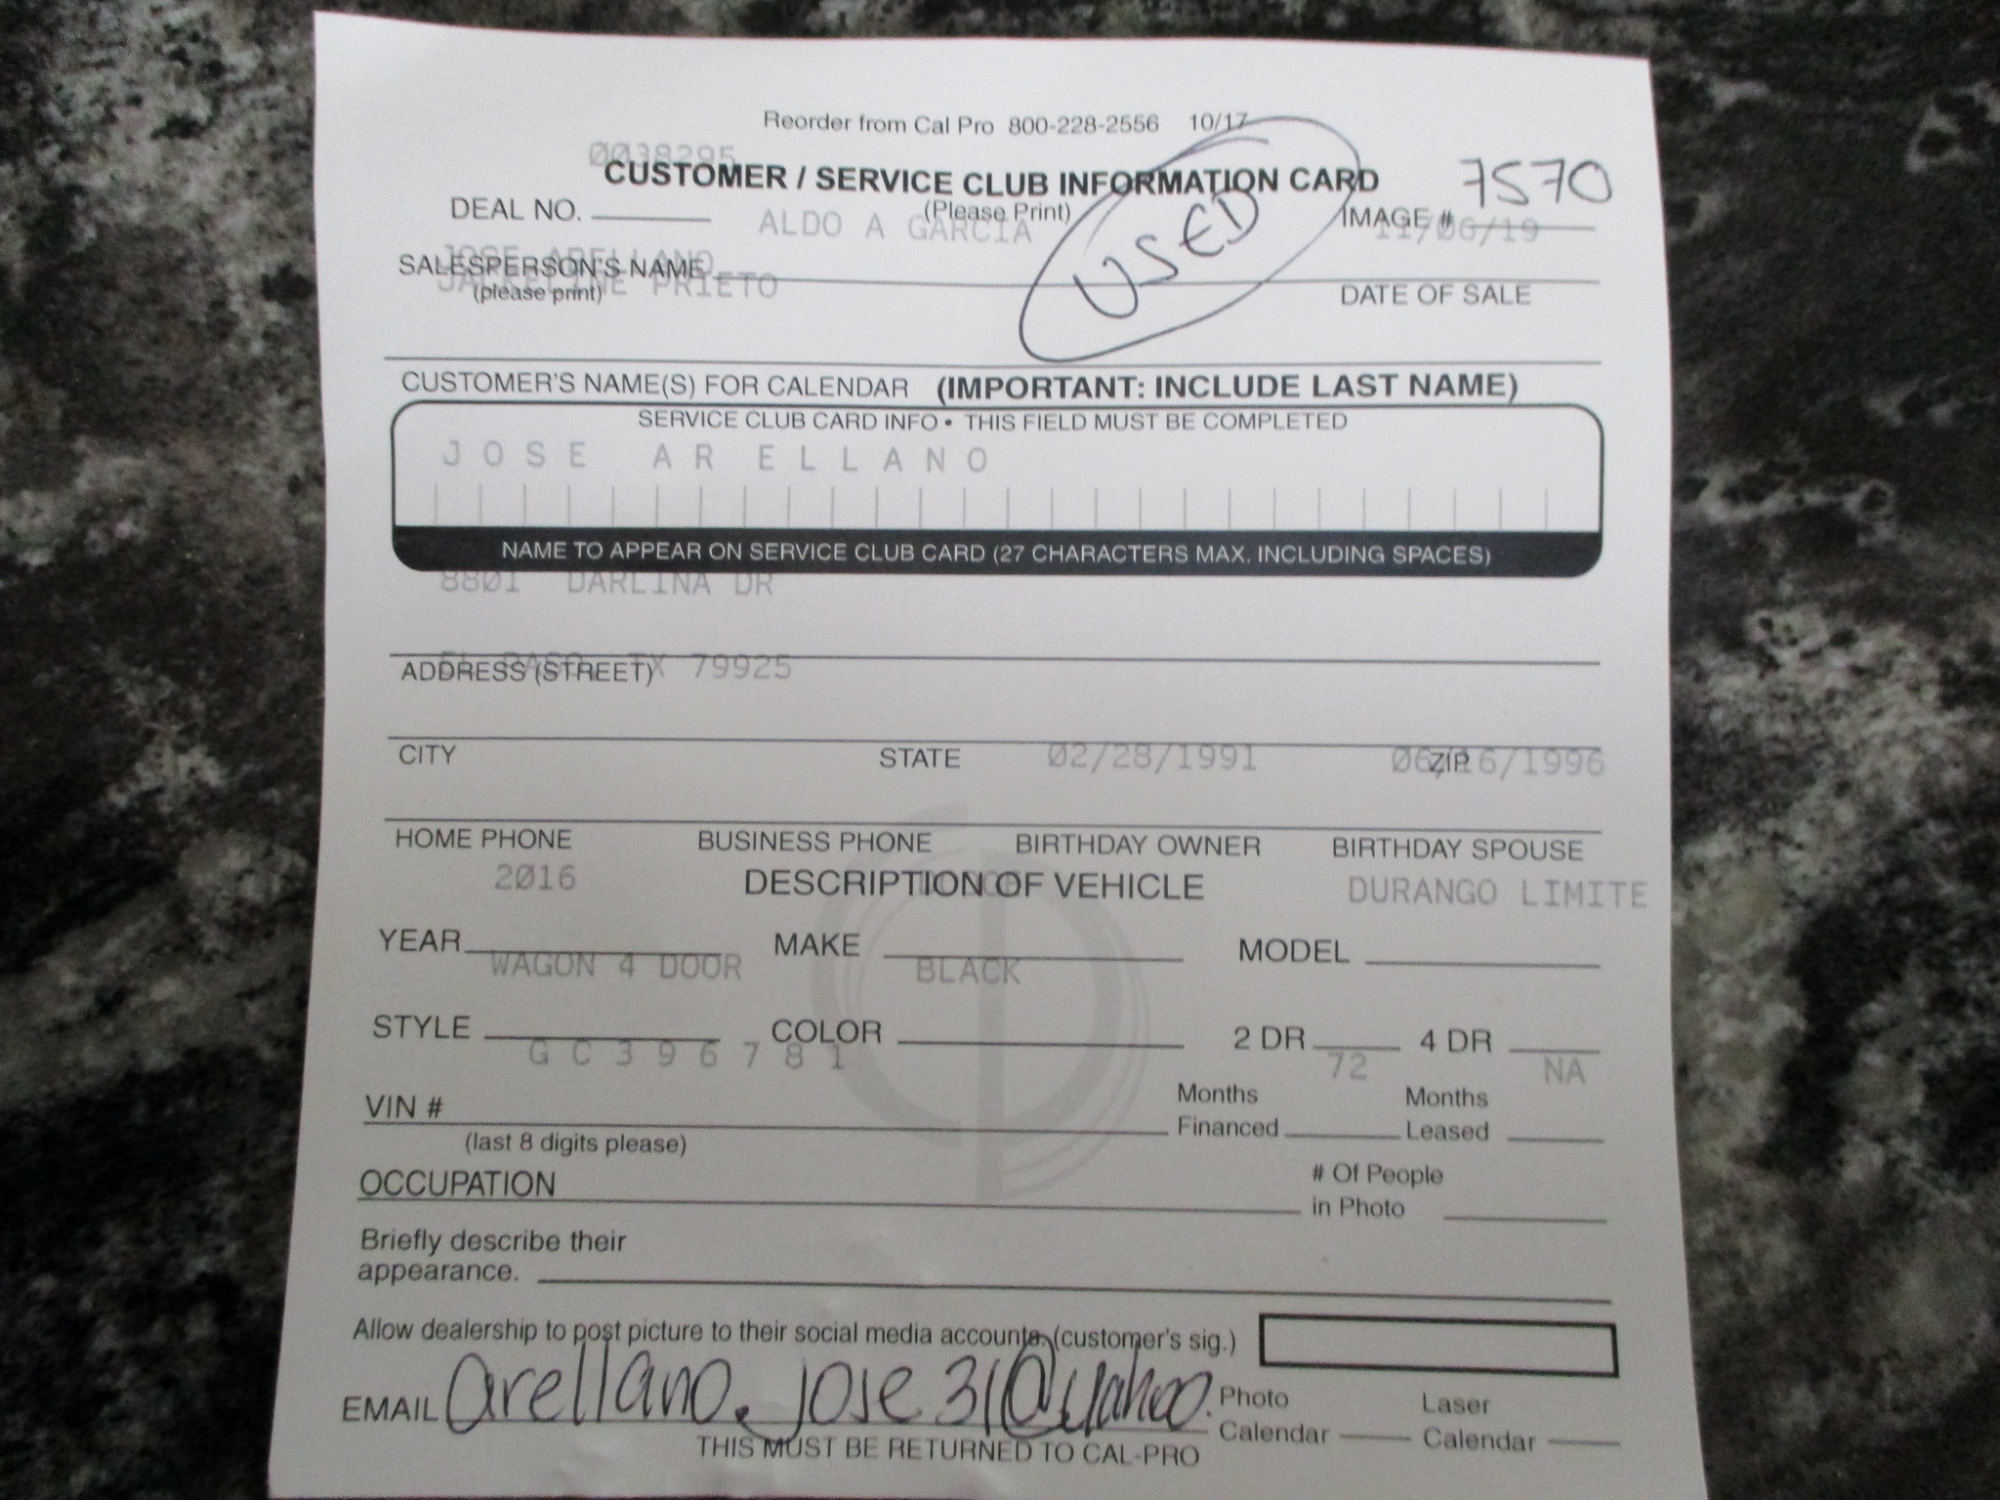 Reorder from Cal Pro 800-228-2556 10/17
0038295
CUSTOMER / SERVICE CLUB INFORMATION CARD
7570
DEAL NO.
(Please Print)
IMAGE #
ALDO A GARCIA
USED
11/06/19
JOSE ARELLANO
SALESPERSON'S NAME
JACKELINE PRIETO
(please print)
DATE OF SALE
CUSTOMER'S NAME(S) FOR CALENDAR (IMPORTANT: INCLUDE LAST NAME)
SERVICE CLUB CARD INFO • THIS FIELD MUST BE COMPLETED
JOSE ARELLANO
NAME TO APPEAR ON SERVICE CLUB CARD (27 CHARACTERS MAX. INCLUDING SPACES)
8801 DARLINA DR
EL PASO TX 79925
ADDRESS (STREET)
CITY STATE ZIP
02/28/1991 06/16/1996
HOME PHONE BUSINESS PHONE BIRTHDAY OWNER BIRTHDAY SPOUSE
2016 DURANGO LIMITE
DESCRIPTION OF VEHICLE
YEAR MAKE MODEL
WAGON 4 DOOR BLACK
STYLE COLOR 2 DR 4 DR
GC396781 72 NA
VIN # Months Financed Months Leased
(last 8 digits please)
OCCUPATION # Of People in Photo
Briefly describe their
appearance.
Allow dealership to post picture to their social media accounts. (customer's sig.)
EMAIL arellano.jose31@yahoo. Photo Calendar Laser Calendar
THIS MUST BE RETURNED TO CAL-PRO